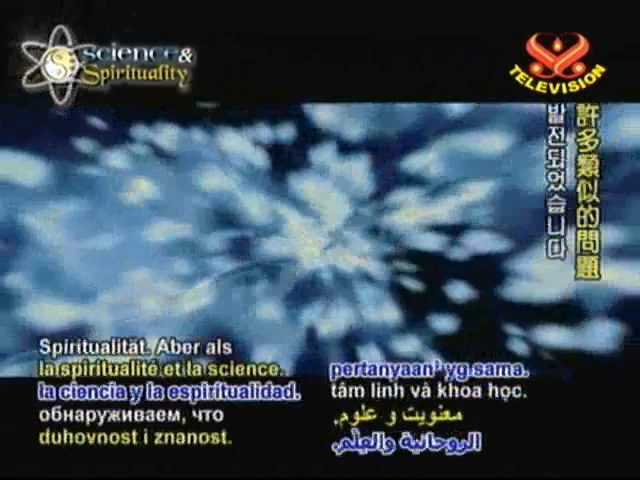 Science &
Spirituality
TELEVISION
許多類似的問題
발전되었습니다
Spiritualität. Aber als
la spiritualité et la science.
la ciencia y la espiritualidad.
обнаруживаем, что
duhovnost i znanost.
pertanyaan² yg sama.
tâm linh và khoa học.
معنویت و علوم.
الروحانية والعِلْم.